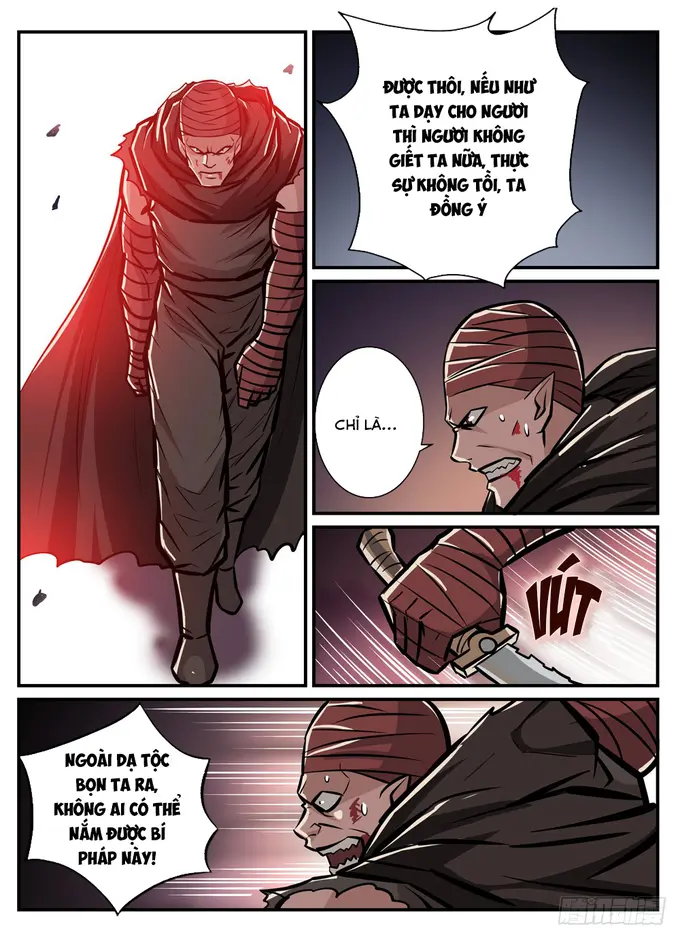 ĐƯỢC THÔI, NẾU NHƯ
TA DẠY CHO NGƯƠI
THÌ NGƯƠI KHÔNG
GIẾT TA NỮA, THỰC
SỰ KHÔNG TỒI, TA
ĐỒNG Ý
CHỈ LÀ...
VÚT
NGOÀI DẠ TỘC
BỌN TA RA,
KHÔNG AI CÓ THỂ
NẮM ĐƯỢC BÍ
PHÁP NÀY!